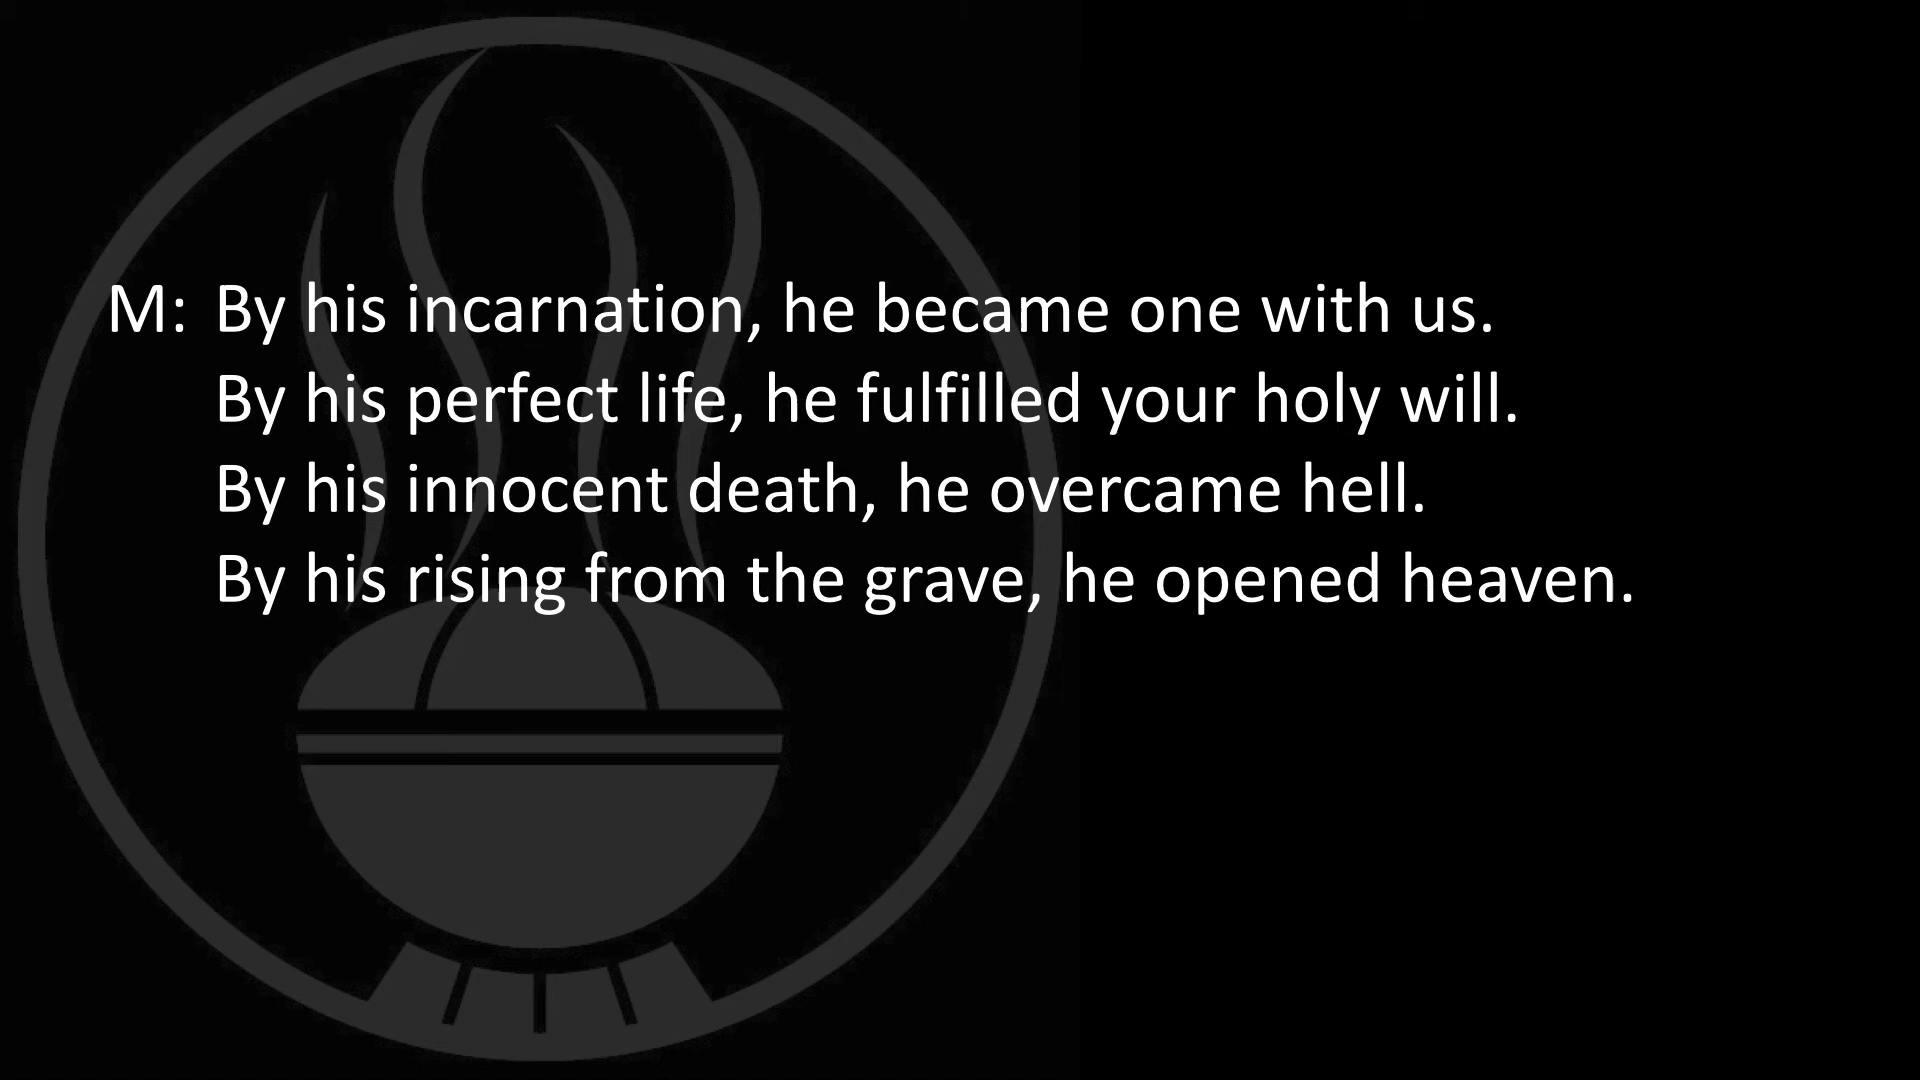 M: By his incarnation, he became one with us.
By his perfect life, he fulfilled your holy will.
By his innocent death, he overcame hell.
By his rising from the grave, he opened heaven.